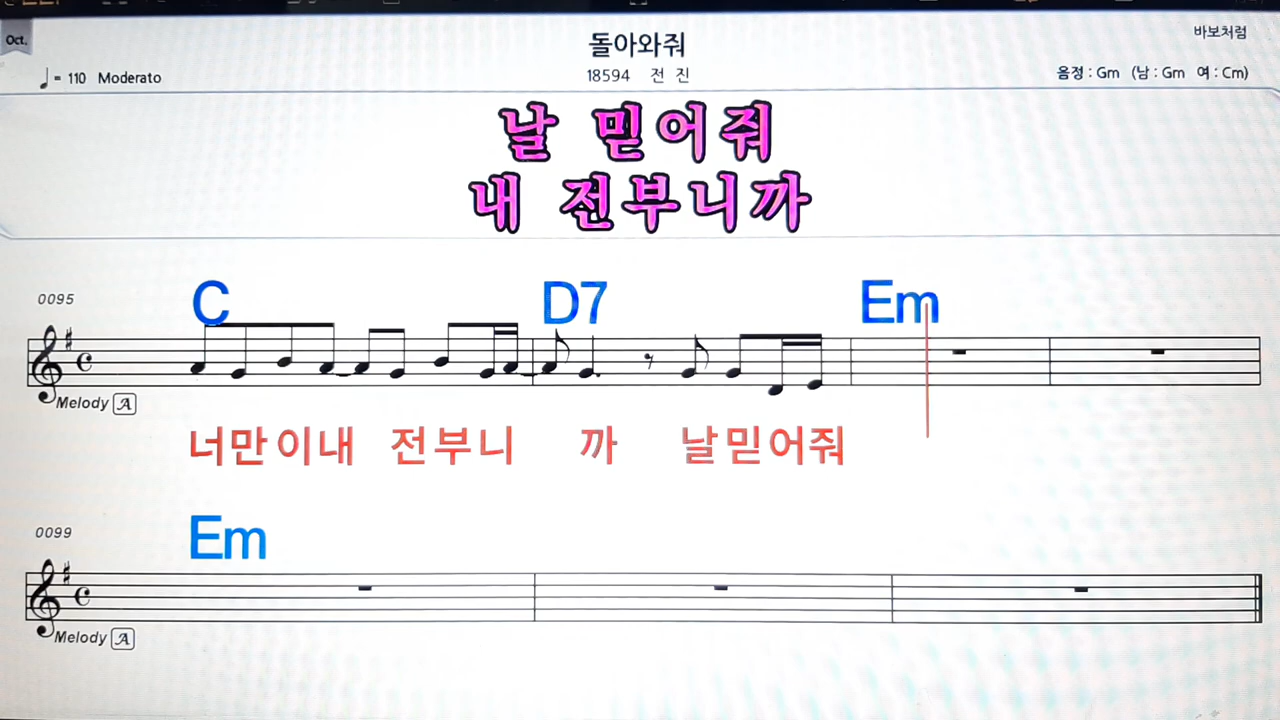 Oct.
돌아와줘
바보처럼
= 110 Moderato
18594 전 진
음정 : Gm (남 : Gm 여 : Cm)
날 믿어줘
내 전부니까
0095
C D7 Em
Melody A
너만이내 전부니 까 날믿어줘
0099
Em
Melody A